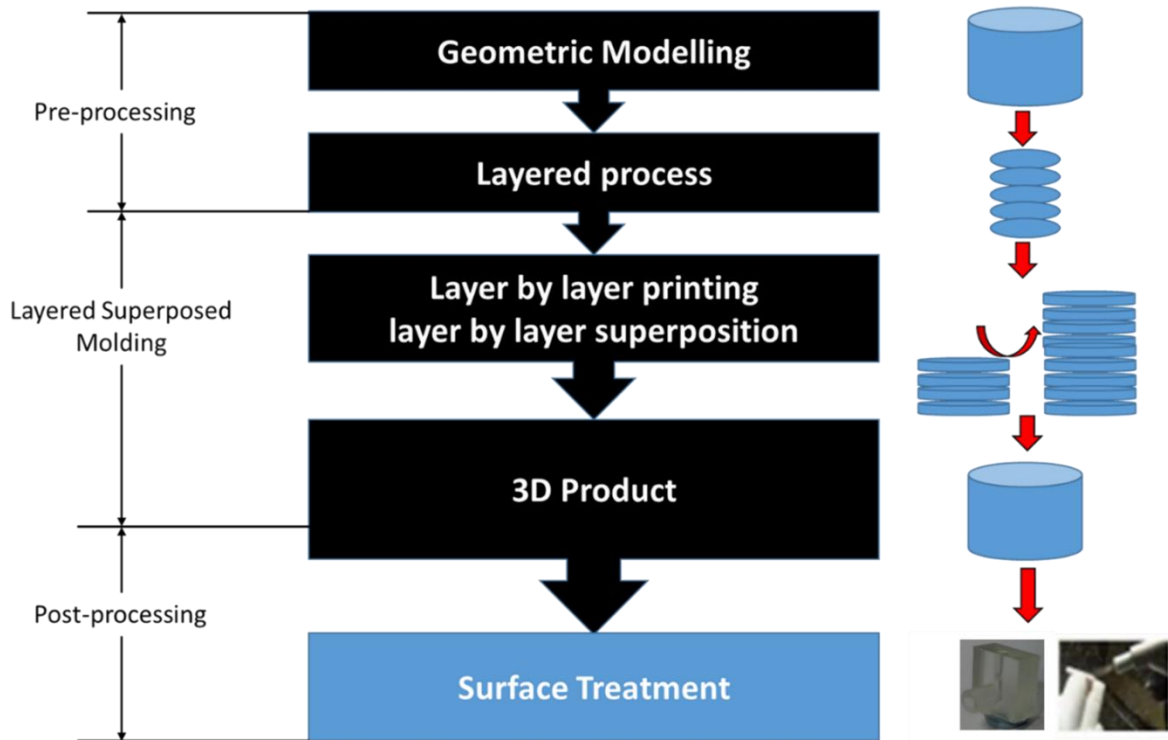 Geometric Modelling
Pre-processing
Layered process
Layered Superposed
Molding
Layer by layer printing
layer by layer superposition
3D Product
Post-processing
Surface Treatment